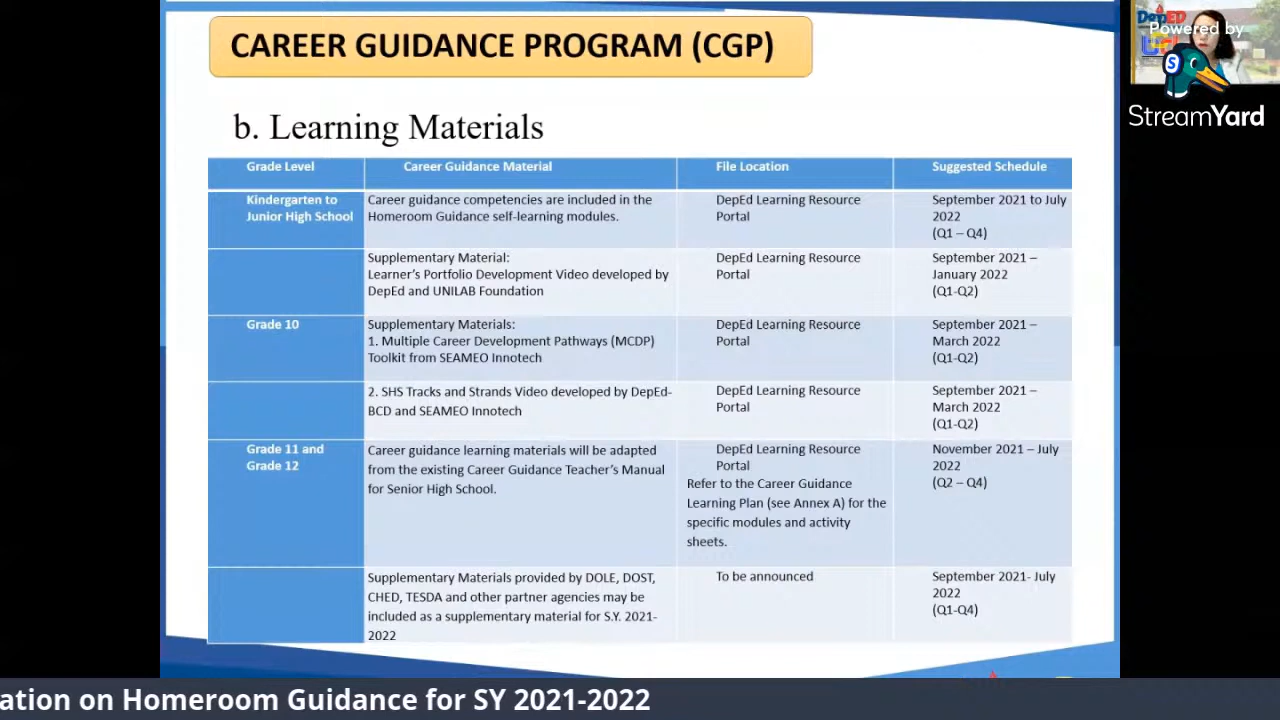 CAREER GUIDANCE PROGRAM (CGP)
DepED
Powered by
S
StreamYard
b. Learning Materials
Grade Level
Career Guidance Material
File Location
Suggested Schedule
Kindergarten to
Junior High School
Career guidance competencies are included in the
Homeroom Guidance self-learning modules.
DepEd Learning Resource
Portal
September 2021 to July
2022
(Q1 – Q4)
Supplementary Material:
Learner's Portfolio Development Video developed by
DepEd and UNILAB Foundation
DepEd Learning Resource
Portal
September 2021 –
January 2022
(Q1-Q2)
Grade 10
Supplementary Materials:
1. Multiple Career Development Pathways (MCDP)
Toolkit from SEAMEO Innotech
DepEd Learning Resource
Portal
September 2021 –
March 2022
(Q1-Q2)
2. SHS Tracks and Strands Video developed by DepEd-
BCD and SEAMEO Innotech
DepEd Learning Resource
Portal
September 2021 –
March 2022
(Q1-Q2)
Grade 11 and
Grade 12
Career guidance learning materials will be adapted
from the existing Career Guidance Teacher's Manual
for Senior High School.
DepEd Learning Resource
Portal
Refer to the Career Guidance
Learning Plan (see Annex A) for the
specific modules and activity
sheets.
November 2021 – July
2022
(Q2 – Q4)
Supplementary Materials provided by DOLE, DOST,
CHED, TESDA and other partner agencies may be
included as a supplementary material for S.Y. 2021-
2022
To be announced
September 2021- July
2022
(Q1-Q4)
ation on Homeroom Guidance for SY 2021-2022